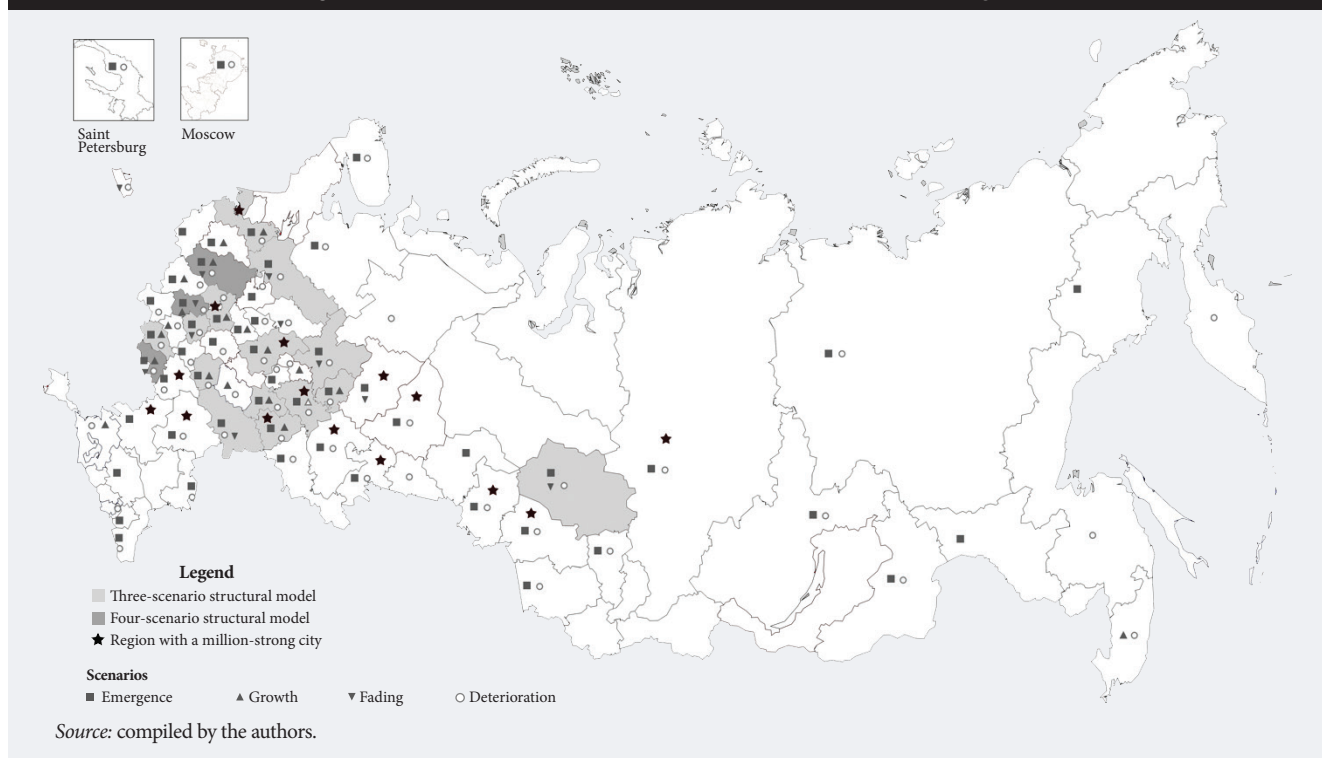 Saint
Petersburg
Moscow
Legend
Three-scenario structural model
Four-scenario structural model
Region with a million-strong city
Scenarios
Emergence
Growth
Fading
Deterioration
Source: compiled by the authors.